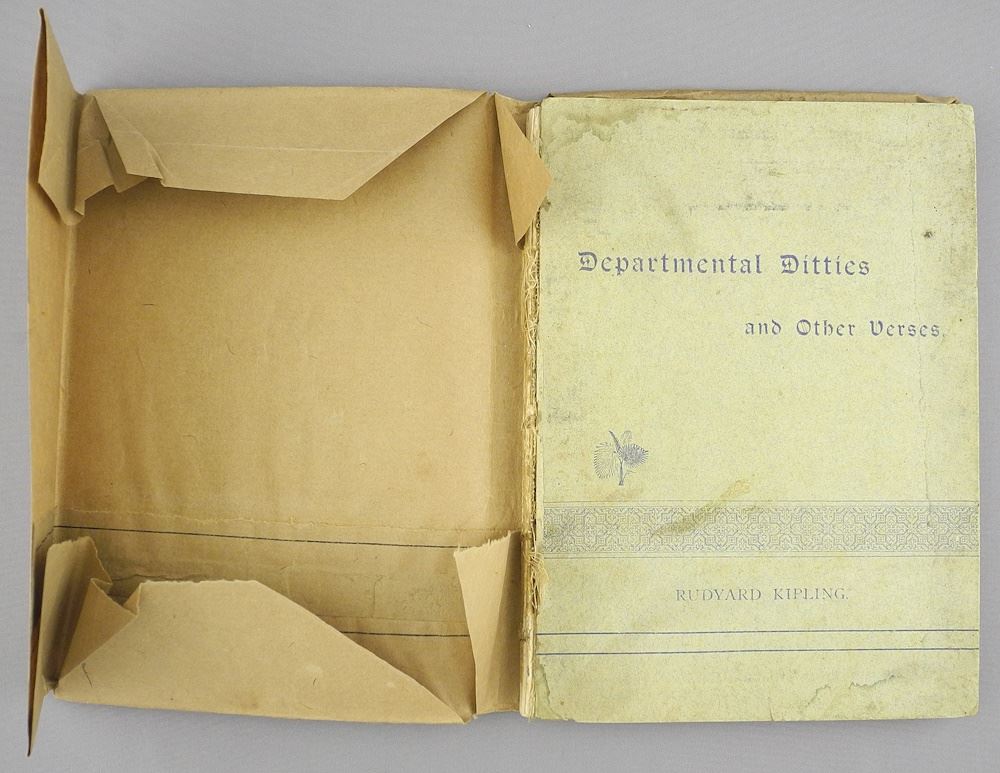 Departmental Ditties
and Other Verses.
RUDYARD KIPLING.